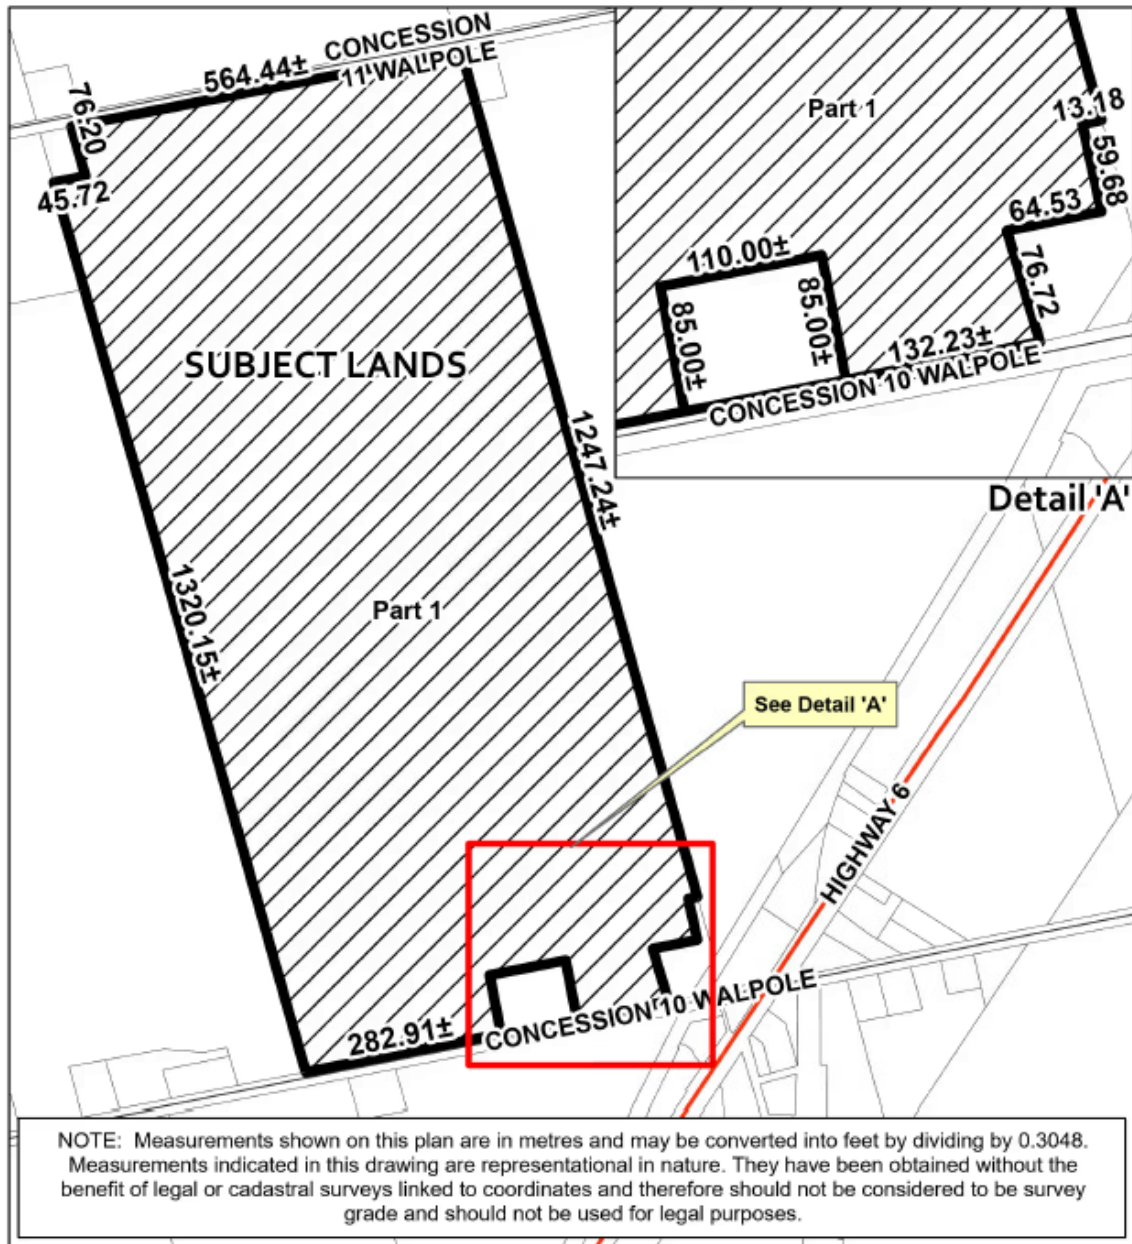 CONCESSION
11 WALPOLE
564.44±
76.20
45.72
SUBJECT LANDS
1247.24±
1320.15±
Part 1
282.91±
CONCESSION 10 WALPOLE
See Detail 'A'
HIGHWAY 6
Part 1
13.18
59.68
64.53
76.72
110.00±
85.00±
85.00±
132.23±
CONCESSION 10 WALPOLE
Detail 'A'
NOTE: Measurements shown on this plan are in metres and may be converted into feet by dividing by 0.3048.
Measurements indicated in this drawing are representational in nature. They have been obtained without the
benefit of legal or cadastral surveys linked to coordinates and therefore should not be considered to be survey
grade and should not be used for legal purposes.